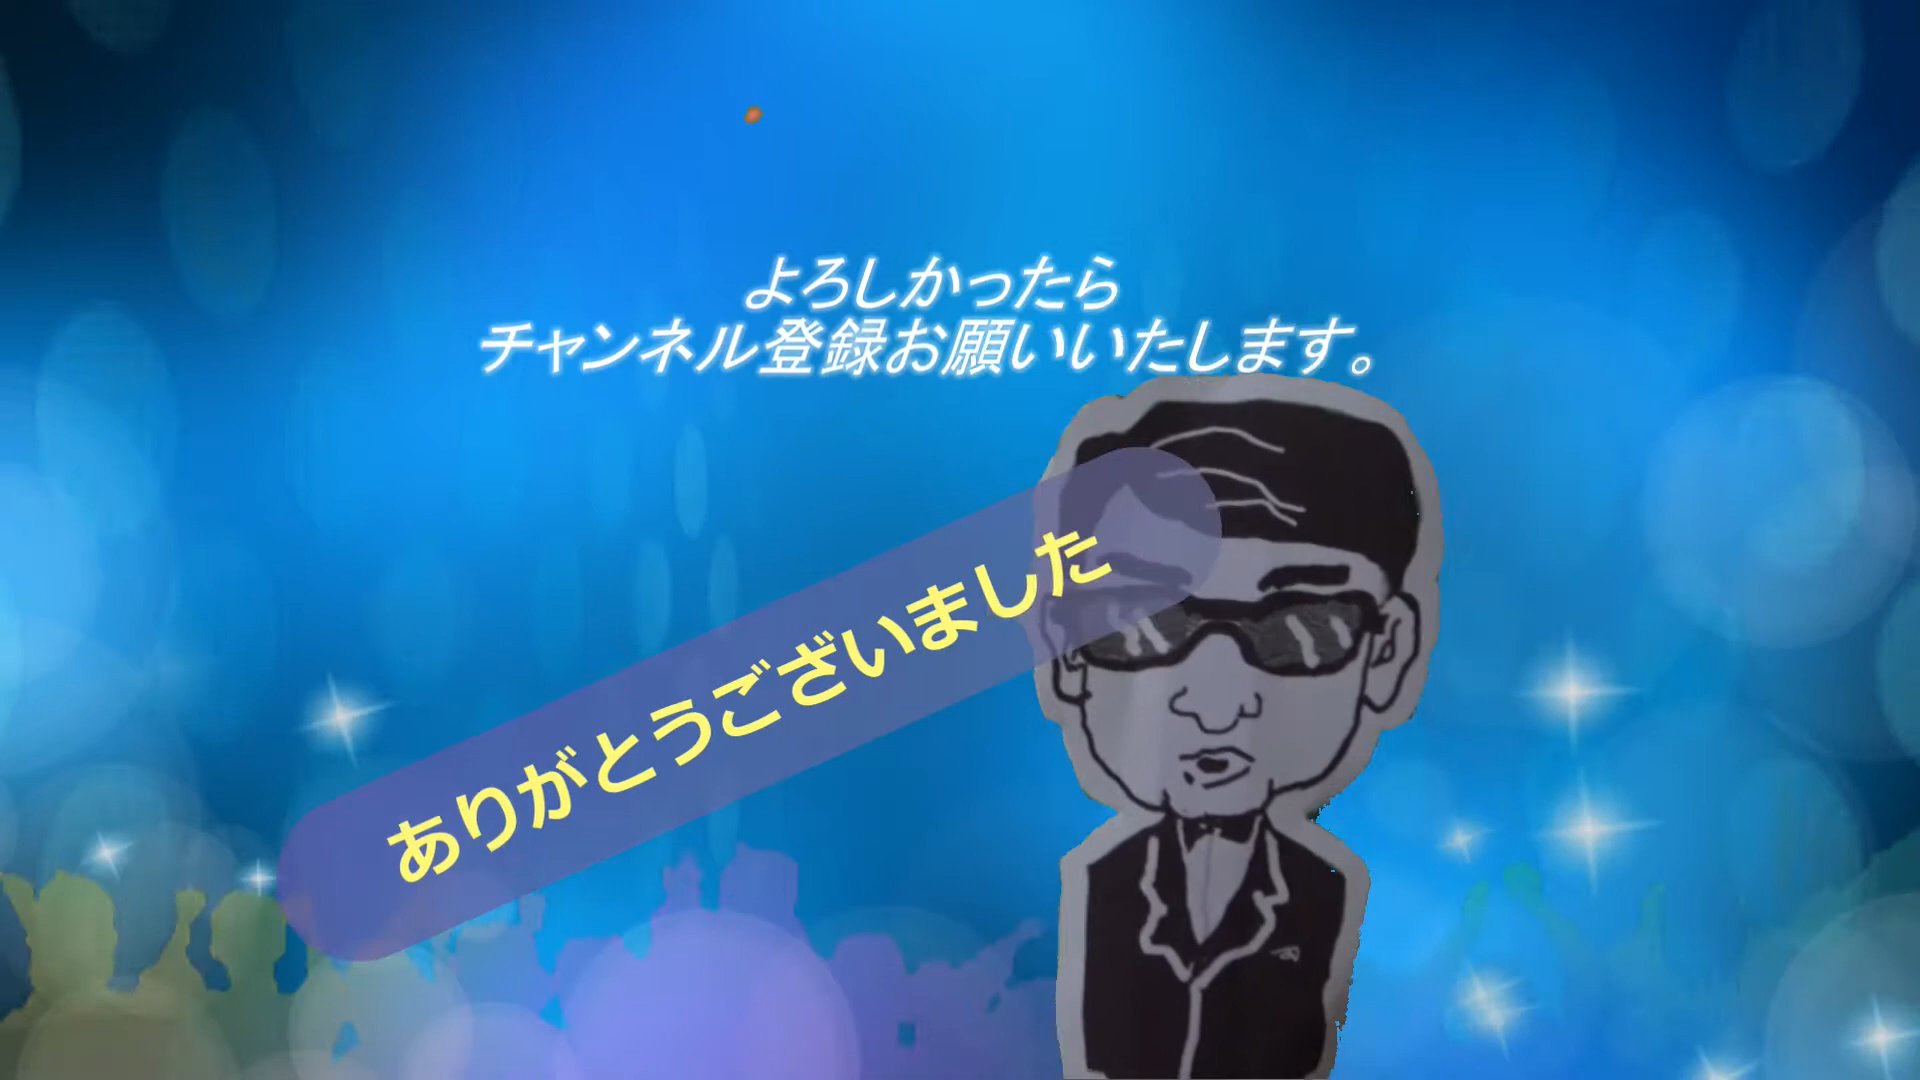 よろしかったら
チャンネル登録お願いいたします。
ありがとうございました